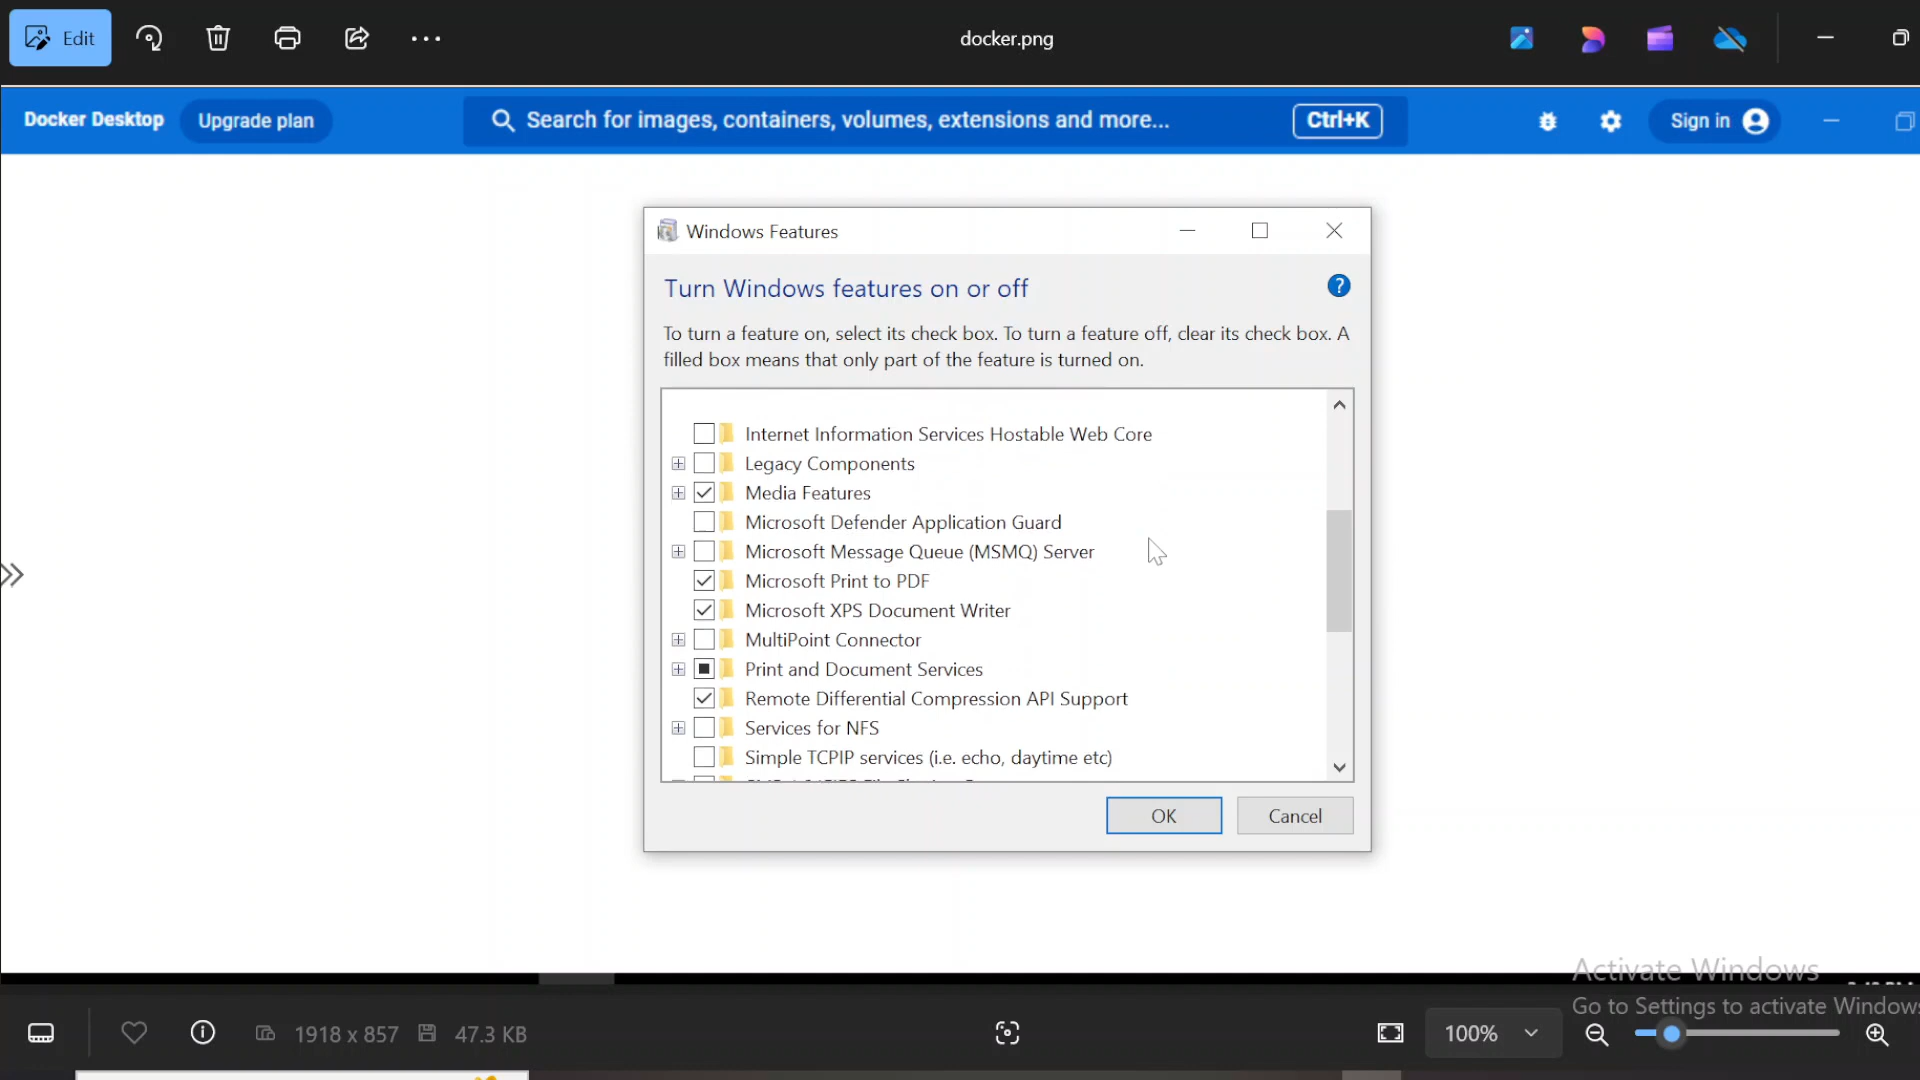 Edit
docker.png
Docker Desktop
Upgrade plan
Search for images, containers, volumes, extensions and more...
Ctrl+K
Sign in
Windows Features
Turn Windows features on or off
To turn a feature on, select its check box. To turn a feature off, clear its check box. A
filled box means that only part of the feature is turned on.
Internet Information Services Hostable Web Core
Legacy Components
Media Features
Microsoft Defender Application Guard
Microsoft Message Queue (MSMQ) Server
Microsoft Print to PDF
Microsoft XPS Document Writer
MultiPoint Connector
Print and Document Services
Remote Differential Compression API Support
Services for NFS
Simple TCPIP services (i.e. echo, daytime etc)
OK
Cancel
Activate Windows
Go to Settings to activate Windows
1918 x 857
47.3 KB
100%